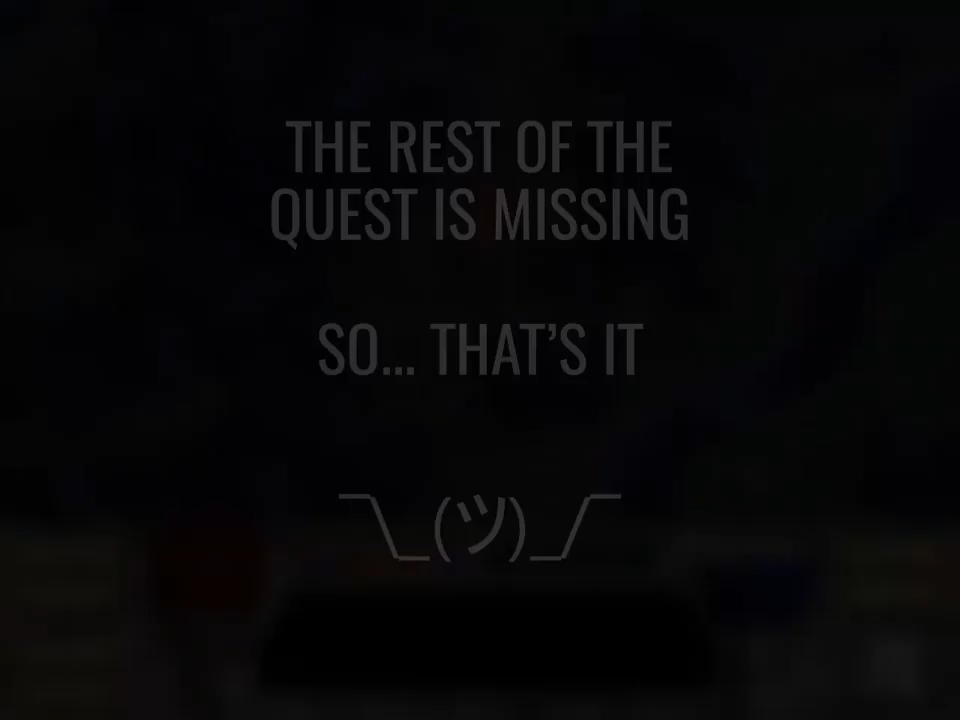 THE REST OF THE
QUEST IS MISSING
SO... THAT'S IT
¯\_(ツ)_/¯